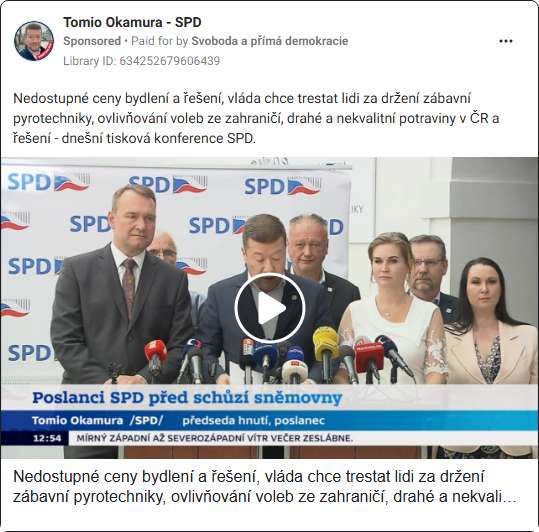 Tomio Okamura - SPD
Sponsored • Paid for by Svoboda a přímá demokracie
Library ID: 634252679606439
Nedostupné ceny bydlení a řešení, vláda chce trestat lidi za držení zábavní
pyrotechniky, ovlivňování voleb ze zahraničí, drahé a nekvalitní potraviny v ČR a
řešení - dnešní tisková konference SPD.
SPD SPD SPD
SPD SPD
SPD
SPD
Poslanci SPD před schůzí sněmovny
Tomio Okamura /SPD/ předseda hnutí, poslanec
12:54 MÍRNÝ ZÁPADNÍ AŽ SEVEROZÁPADNÍ VÍTR VEČER ZESLÁBNE.
Nedostupné ceny bydlení a řešení, vláda chce trestat lidi za držení
zábavní pyrotechniky, ovlivňování voleb ze zahraničí, drahé a nekvali...